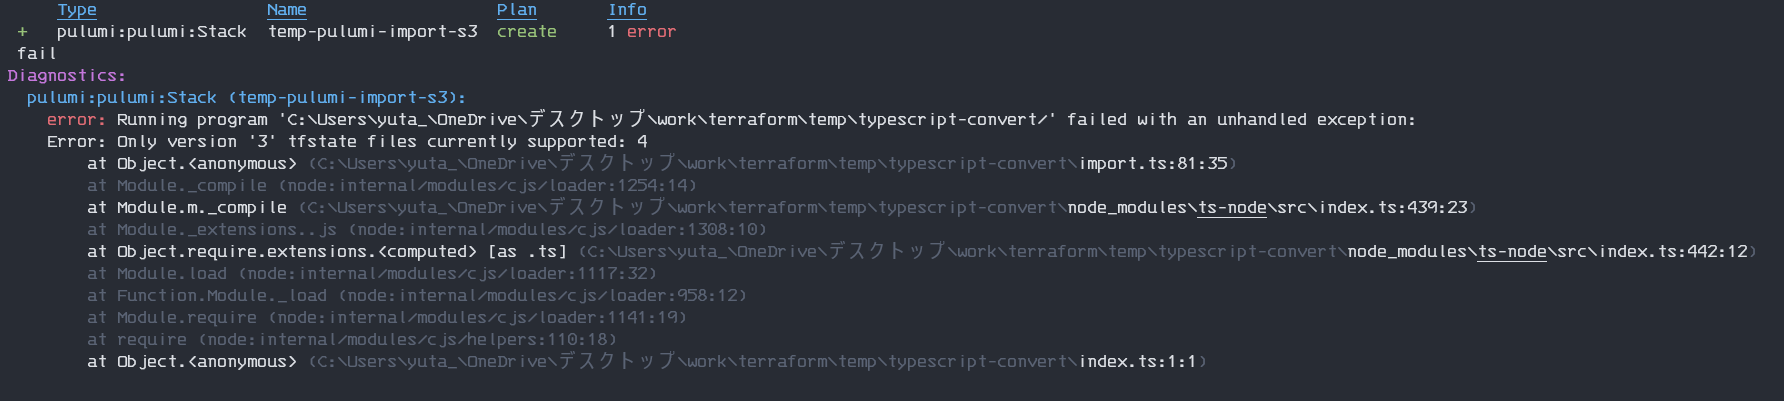 Type Name Plan Info
+ pulumi:pulumi:Stack temp-pulumi-import-s3 create 1 error
fail
Diagnostics:
pulumi:pulumi:Stack (temp-pulumi-import-s3):
error: Running program 'C:\Users\yuta_\OneDrive\デスクトップ\work\terraform\temp\typescript-convert/' failed with an unhandled exception:
Error: Only version '3' tfstate files currently supported: 4
at Object.<anonymous> (C:\Users\yuta_\OneDrive\デスクトップ\work\terraform\temp\typescript-convert\import.ts:81:35)
at Module._compile (node:internal/modules/cjs/loader:1254:14)
at Module.m._compile (C:\Users\yuta_\OneDrive\デスクトップ\work\terraform\temp\typescript-convert\node_modules\ts-node\src\index.ts:439:23)
at Module._extensions..js (node:internal/modules/cjs/loader:1308:10)
at Object.require.extensions.<computed> [as .ts] (C:\Users\yuta_\OneDrive\デスクトップ\work\terraform\temp\typescript-convert\node_modules\ts-node\src\index.ts:442:12)
at Module.load (node:internal/modules/cjs/loader:1117:32)
at Function.Module._load (node:internal/modules/cjs/loader:958:12)
at Module.require (node:internal/modules/cjs/loader:1141:19)
at require (node:internal/modules/cjs/helpers:110:18)
at Object.<anonymous> (C:\Users\yuta_\OneDrive\デスクトップ\work\terraform\temp\typescript-convert\index.ts:1:1)